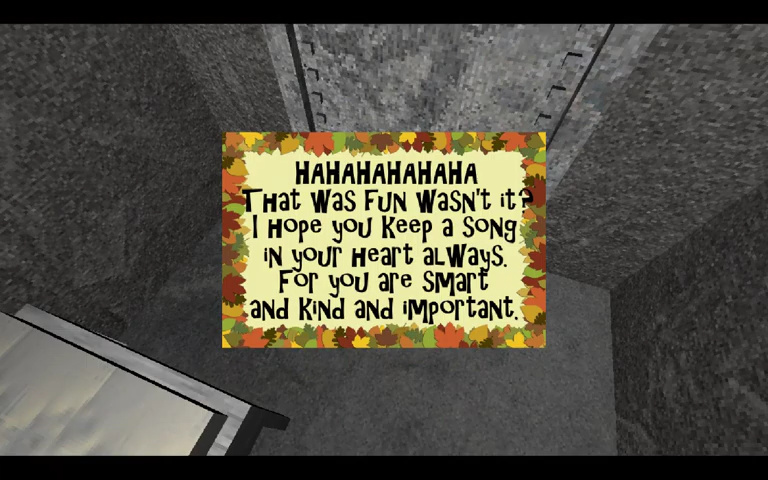 HAHAHAHAHAHA
That was Fun Wasn't it?
I Hope you Keep a Song
in your Heart always.
For you are Smart
and Kind and important.